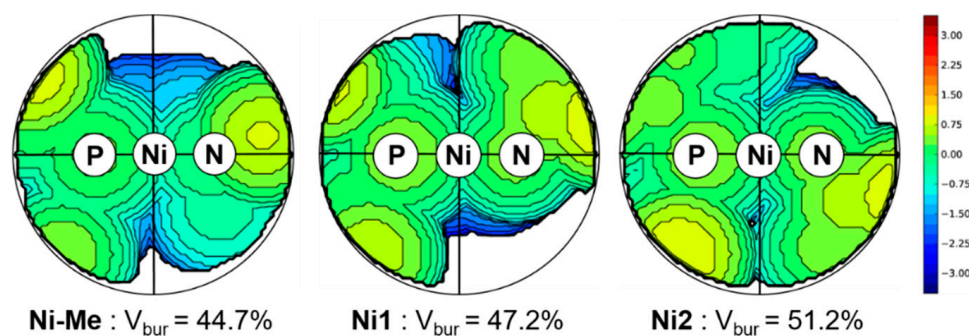 P Ni N
P Ni N
P Ni N
3.00
2.25
1.50
0.75
0.00
-0.75
-1.50
-2.25
-3.00
Ni-Me : Vbur = 44.7%
Ni1 : Vbur = 47.2%
Ni2 : Vbur = 51.2%